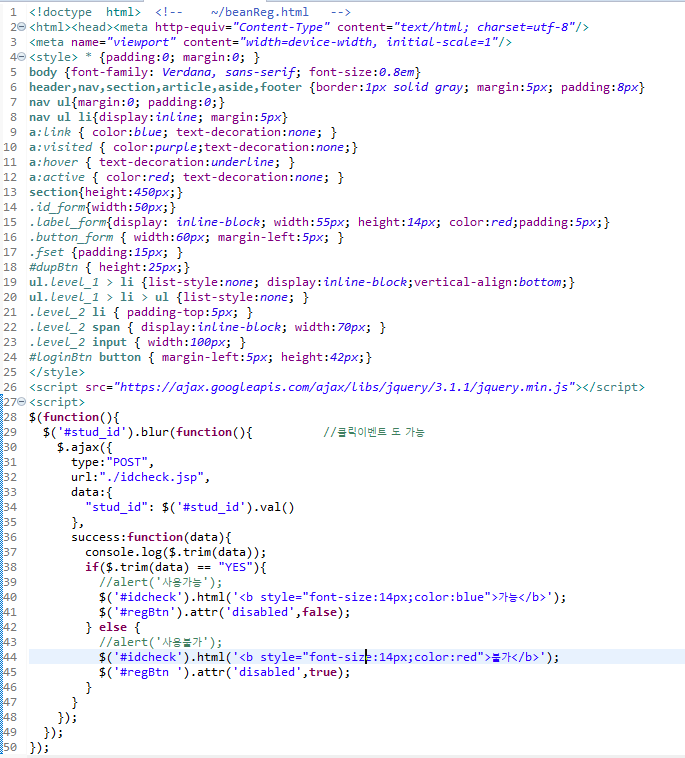 1 <!doctype  html>  <!--    ~/beanReg.html   -->
2 <html><head><meta http-equiv="Content-Type" content="text/html; charset=utf-8"/>
3 <meta name="viewport" content="width=device-width, initial-scale=1"/>
4 <style> * {padding:0; margin:0; }
5 body {font-family: Verdana, sans-serif; font-size:0.8em}
6 header,nav,section,article,aside,footer {border:1px solid gray; margin:5px; padding:8px}
7 nav ul{margin:0; padding:0;}
8 nav ul li{display:inline; margin:5px}
9 a:link { color:blue; text-decoration:none; }
10 a:visited { color:purple;text-decoration:none;}
11 a:hover { text-decoration:underline; }
12 a:active { color:red; text-decoration:none; }
13 section{height:450px;}
14 .id_form{width:50px;}
15 .label_form{display: inline-block; width:55px; height:14px; color:red;padding:5px;}
16 .button_form { width:60px; margin-left:5px; }
17 .fset {padding:15px; }
18 #dupBtn { height:25px;}
19 ul.level_1 > li {list-style:none; display:inline-block;vertical-align:bottom;}
20 ul.level_1 > li > ul {list-style:none; }
21 .level_2 li { padding-top:5px; }
22 .level_2 span { display:inline-block; width:70px; }
23 .level_2 input { width:100px; }
24 #loginBtn button { margin-left:5px; height:42px;}
25 </style>
26 <script src="https://ajax.googleapis.com/ajax/libs/jquery/3.1.1/jquery.min.js"></script>
27 <script>
28 $(function(){
29   $('#stud_id').blur(function(){          //클릭이벤트 도 가능
30     $.ajax({
31       type:"POST",
32       url:"./idcheck.jsp",
33       data:{
34         "stud_id": $('#stud_id').val()
35       },
36       success:function(data){
37         console.log($.trim(data));
38         if($.trim(data) == "YES"){
39           //alert('사용가능');
40           $('#idcheck').html('<b style="font-size:14px;color:blue">가능</b>');
41           $('#regBtn').attr('disabled',false);
42         } else {
43           //alert('사용불가');
44           $('#idcheck').html('<b style="font-size:14px;color:red">불가</b>');
45           $('#regBtn ').attr('disabled',true);
46         }
47       }
48     });
49   });
50 });